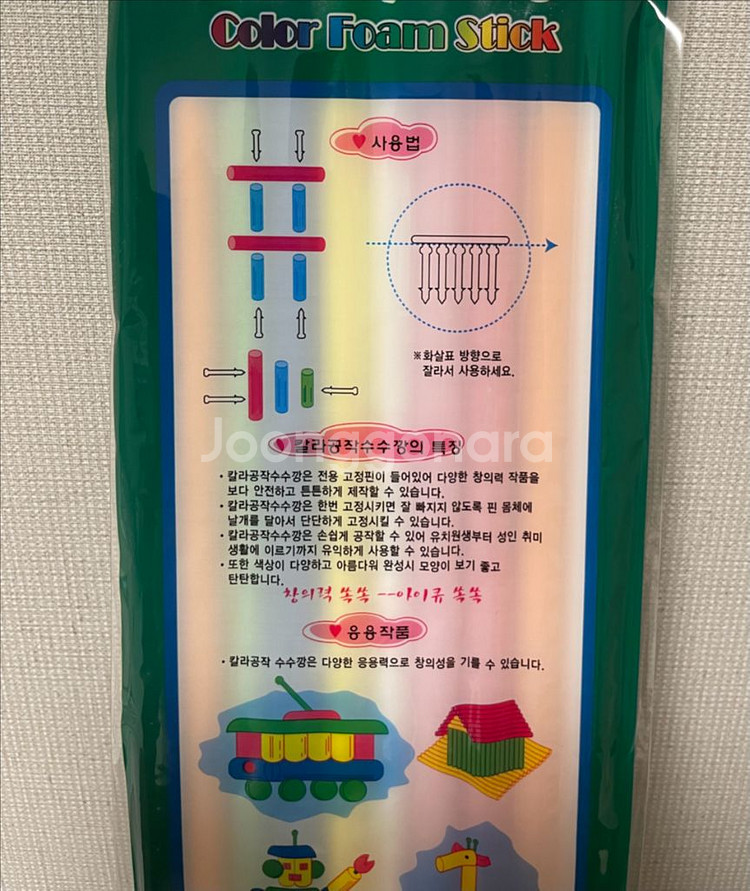 Color Foam Stick
♥ 사용법
※화살표 방향으로
잘라서 사용하세요.
♥ 칼라공작수수깡의 특징
Joonggonara
• 칼라공작수수깡은 전용 고정핀이 들어있어 다양한 창의력 작품을
보다 안전하고 튼튼하게 제작할 수 있습니다.
• 칼라공작수수깡은 한번 고정시키면 잘 빠지지 않도록 핀 몸체에
날개를 달아서 단단하게 고정시킬 수 있습니다.
• 칼라공작수수깡은 손쉽게 공작할 수 있어 유치원생부터 성인 취미
생활에 이르기까지 유익하게 사용할 수 있습니다.
• 또한 색상이 다양하고 아름다워 완성시 모양이 보기 좋고
탄탄합니다.
창의력 쏙쏙 --아이큐 쏙쏙
♥ 응용작품
• 칼라공작 수수깡은 다양한 응용력으로 창의성을 기를 수 있습니다.